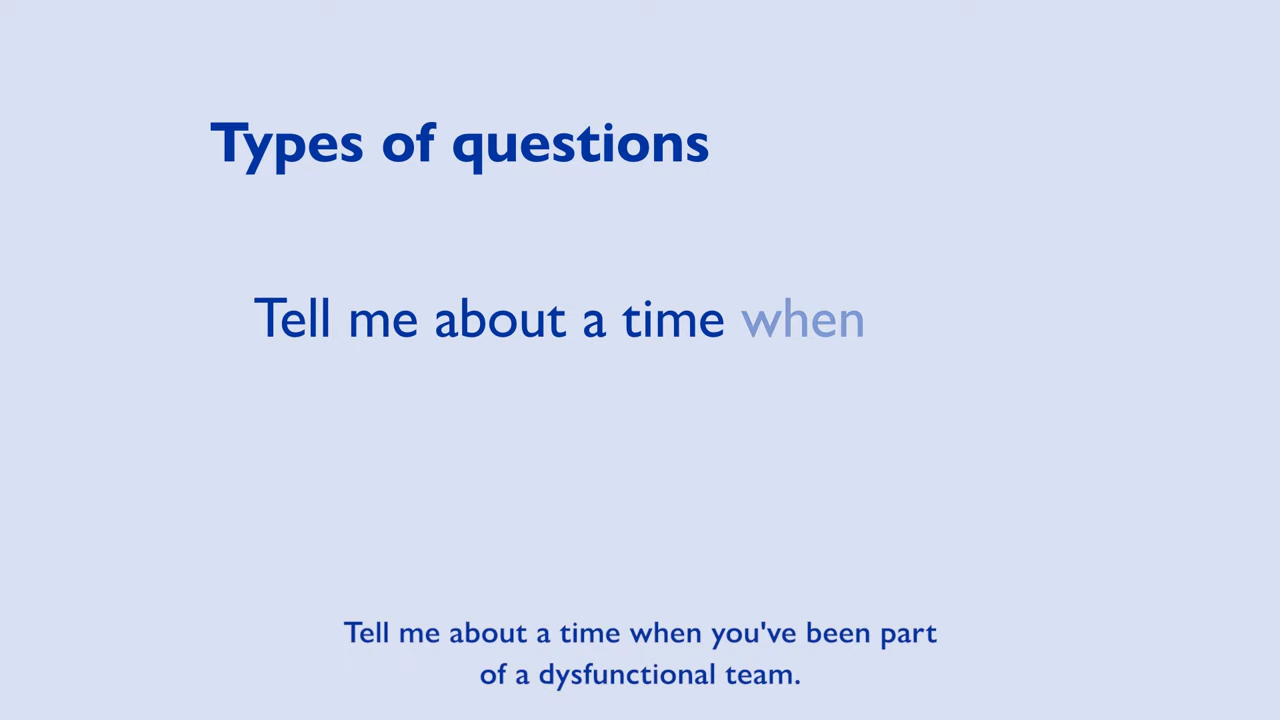 Types of questions
Tell me about a time when
Tell me about a time when you've been part
of a dysfunctional team.